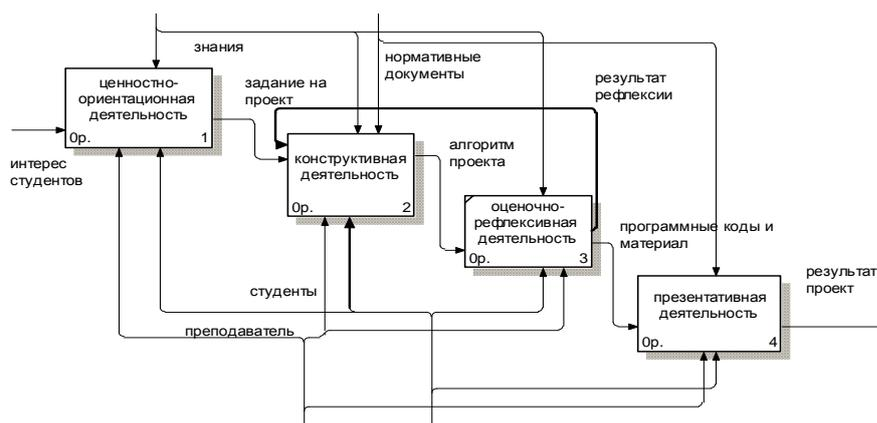 знания
нормативные
документы
ценностно-
ориентационная
деятельность
0р.
1
задание на
проект
результат
рефлексии
интерес
студентов
конструктивная
деятельность
0р.
2
алгоритм
проекта
оценочно-
рефлексивная
деятельность
0р.
3
программные коды и
материал
студенты
преподаватель
презентативная
деятельность
0р.
4
результат
проект